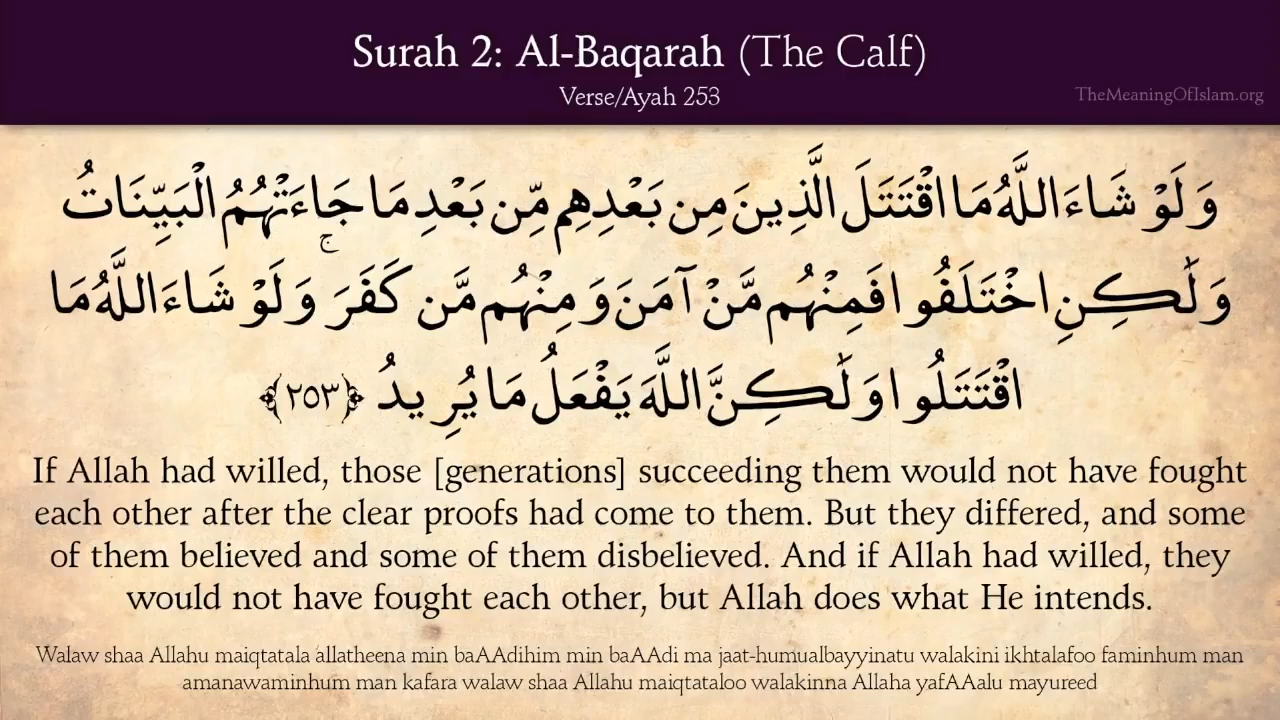 Surah 2: Al-Baqarah (The Calf)
Verse/Ayah 253
TheMeaningOfIslam.org
وَلَوْ شَاءَ اللَّهُ مَا اقْتَتَلَ الَّذِينَ مِن بَعْدِهِم مِّن بَعْدِ مَا جَاءَتْهُمُ الْبَيِّنَاتُ
وَلَٰكِنِ اخْتَلَفُوا فَمِنْهُم مَّنْ آمَنَ وَمِنْهُم مَّن كَفَرَ ۚ وَلَوْ شَاءَ اللَّهُ مَا
اقْتَتَلُوا وَلَٰكِنَّ اللَّهَ يَفْعَلُ مَا يُرِيدُ ﴿٢٥٣﴾
If Allah had willed, those [generations] succeeding them would not have fought
each other after the clear proofs had come to them. But they differed, and some
of them believed and some of them disbelieved. And if Allah had willed, they
would not have fought each other, but Allah does what He intends.
Walaw shaa Allahu maiqtatala allatheena min baAAdihim min baAAdi ma jaat-humualbayyinatu walakini ikhtalafoo faminhum man
amanawaminhum man kafara walaw shaa Allahu maiqtataloo walakinna Allaha yafAAalu mayureed